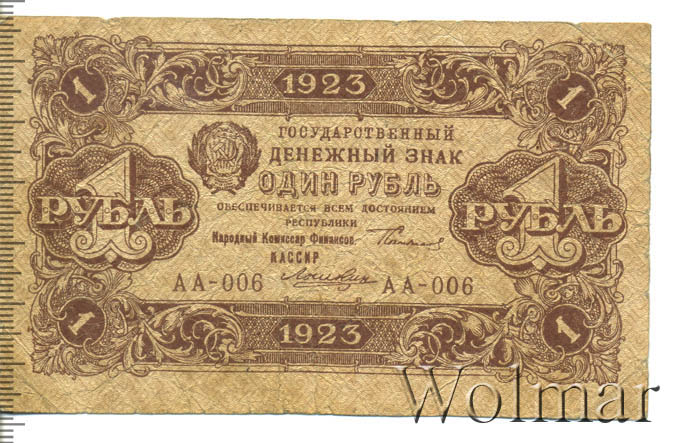 1 1923 1
ГОСУДАРСТВЕННЫЙ
ДЕНЕЖНЫЙ ЗНАК
ОДИН РУБЛЬ
ОБЕСПЕЧИВАЕТСЯ ВСЕМ ДОСТОЯНИЕМ
РЕСПУБЛИКИ
1 РУБЛЬ
1 РУБЛЬ
Народный Комиссар Финансов
КАССИР
АА-006 АА-006
1 1923 1
Wolmar